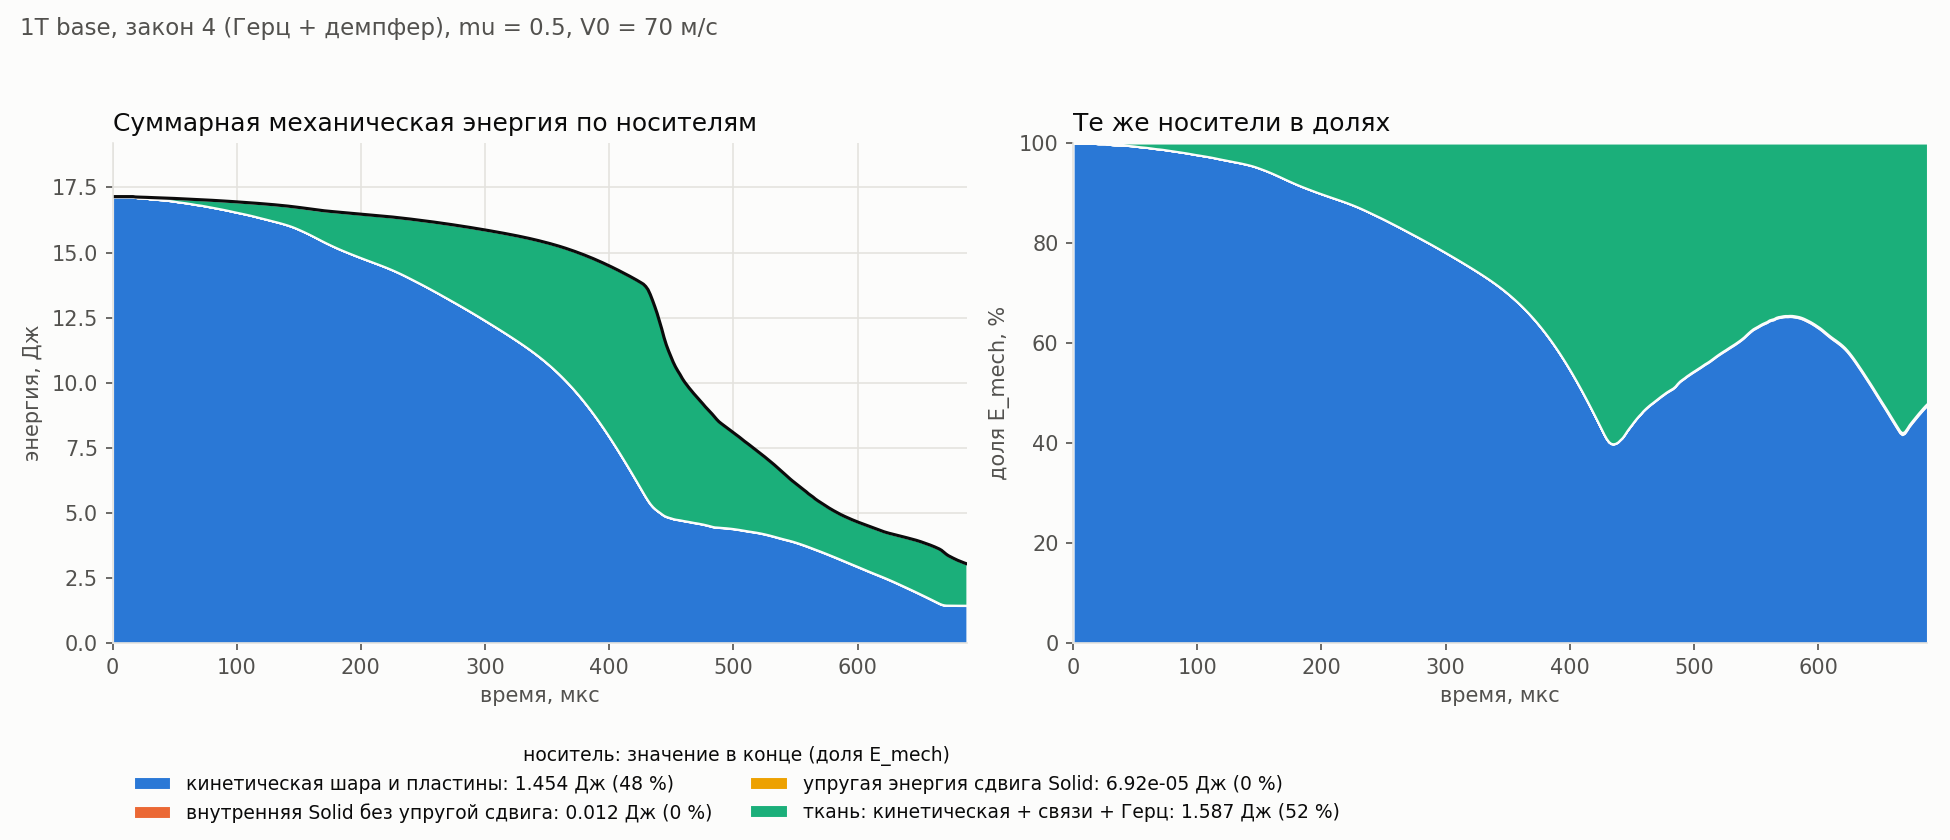 1T base, закон 4 (Герц + демпфер), mu = 0.5, V0 = 70 м/с
Суммарная механическая энергия по носителям
энергия, Дж
17.5
15.0
12.5
10.0
7.5
5.0
2.5
0.0
0 100 200 300 400 500 600
время, мкс
Те же носители в долях
доля E_mech, %
100
80
60
40
20
0
0 100 200 300 400 500 600
время, мкс
носитель: значение в конце (доля E_mech)
кинетическая шара и пластины: 1.454 Дж (48 %)
внутренняя Solid без упругой сдвига: 0.012 Дж (0 %)
упругая энергия сдвига Solid: 6.92e-05 Дж (0 %)
ткань: кинетическая + связи + Герц: 1.587 Дж (52 %)